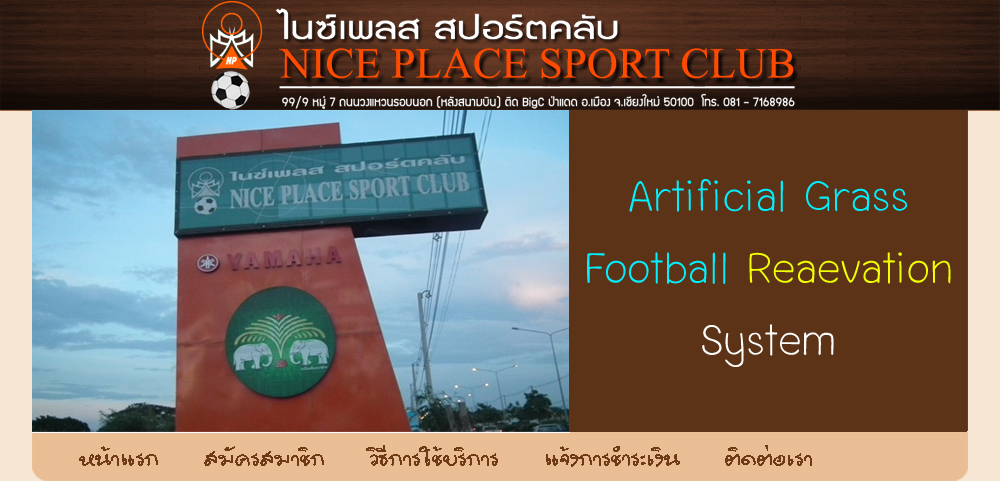 ไนซ์เพลส สปอร์ตคลับ
NICE PLACE SPORT CLUB
NP
99/9 หมู่ 7 ถนนวงแหวนรอบนอก (หลังสนามบิน) ติด BigC ป่าแดด อ.เมือง จ.เชียงใหม่ 50100 โทร. 081 - 7168986
ไนซ์เพลส สปอร์ตคลับ
NICE PLACE SPORT CLUB
YAMAHA
Artificial Grass
Football Reaevation
System
หน้าแรก สมัครสมาชิก วิธีการใช้บริการ แจ้งการชำระเงิน ติดต่อเรา